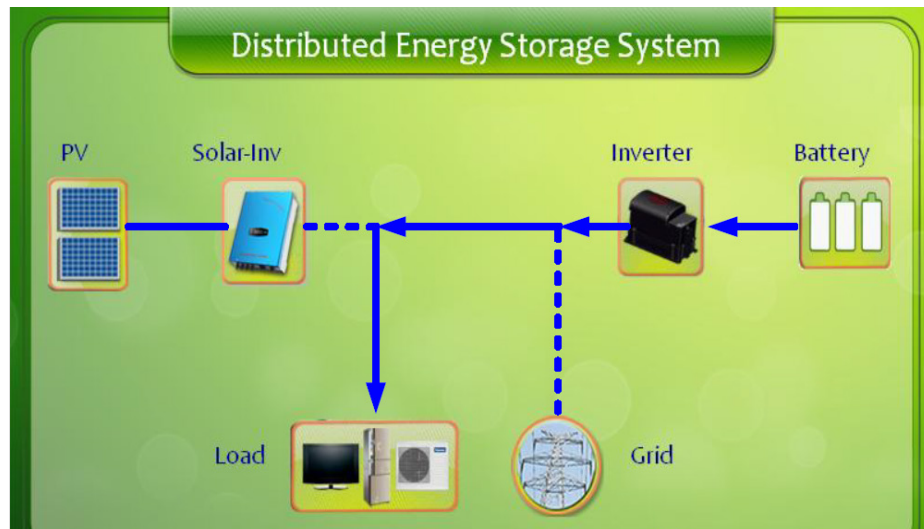 Distributed Energy Storage System
PV
Solar-Inv
Inverter
Battery
Load
Grid